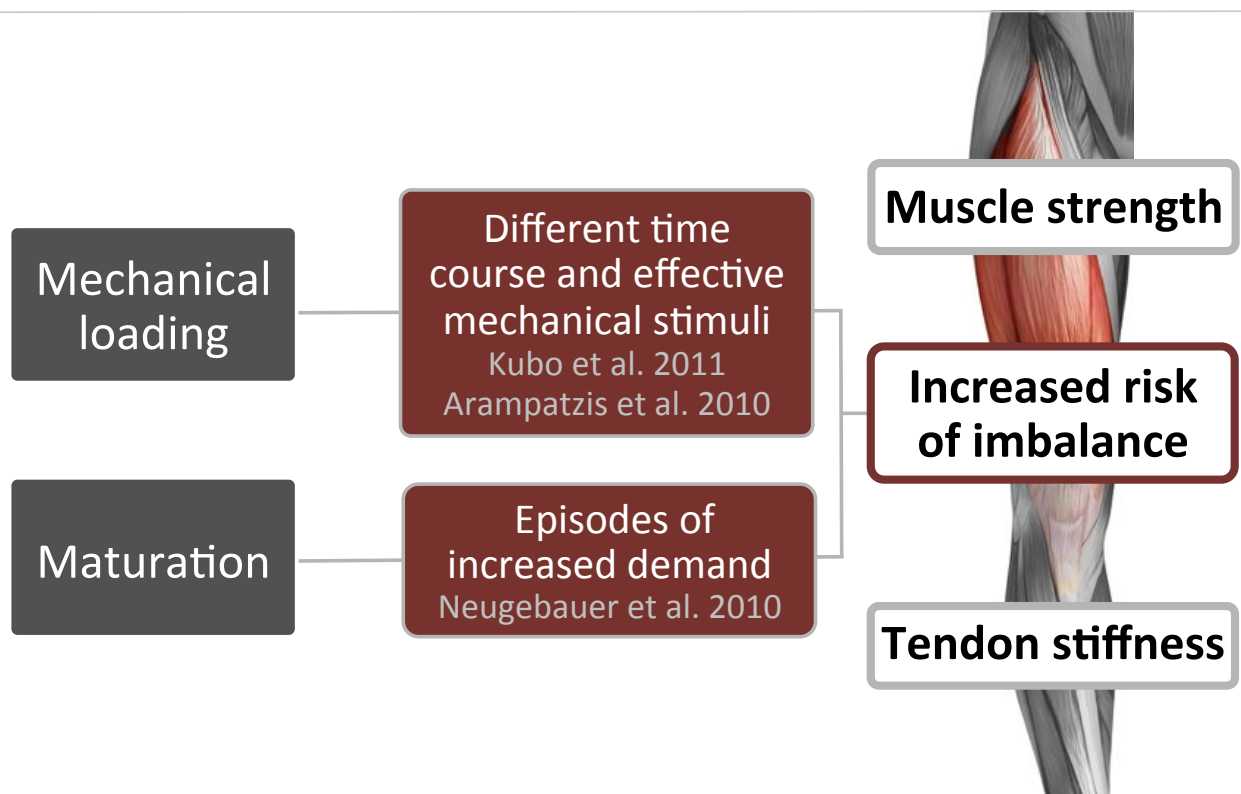 Mechanical
loading
Different time
course and effective
mechanical stimuli
Kubo et al. 2011
Arampatzis et al. 2010
Maturation
Episodes of
increased demand
Neugebauer et al. 2010
Muscle strength
Increased risk
of imbalance
Tendon stiffness